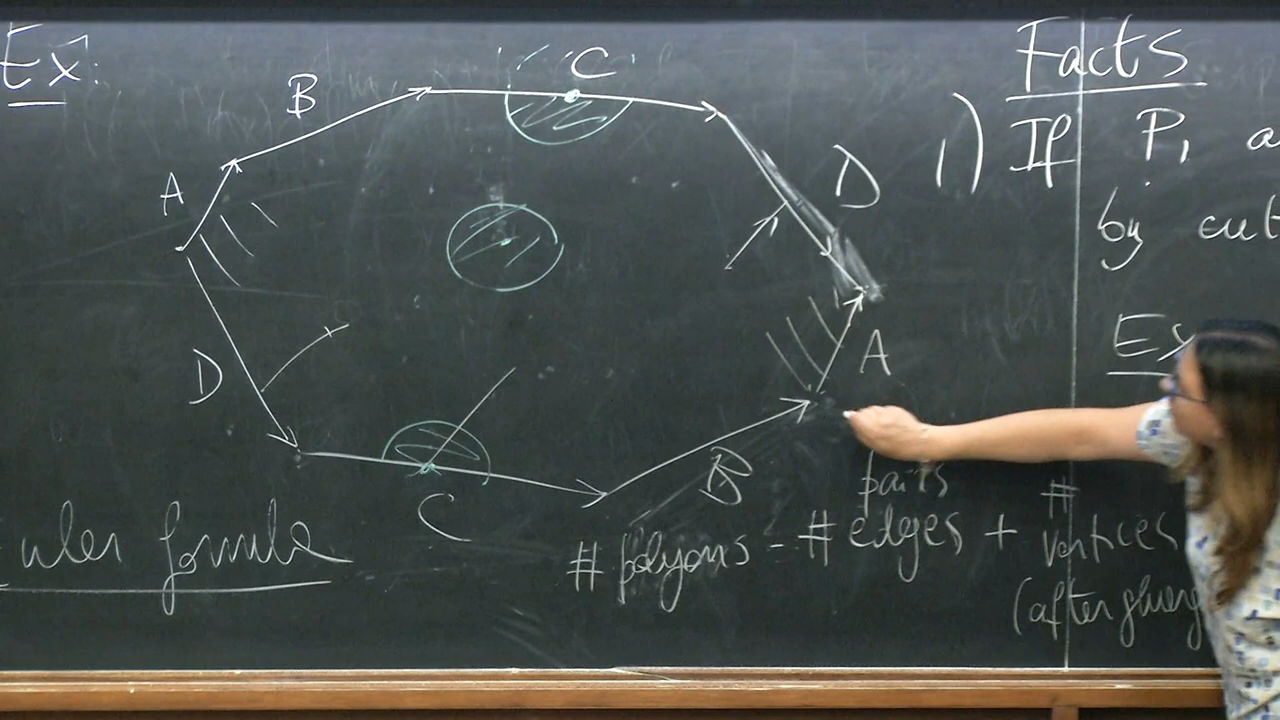 Ex:
B
C
A
D
D
A
C
B
uler formula
# polygons - # pairs edges + # vertices
(after gluing
Facts
1) If P, a
by cut
Ex